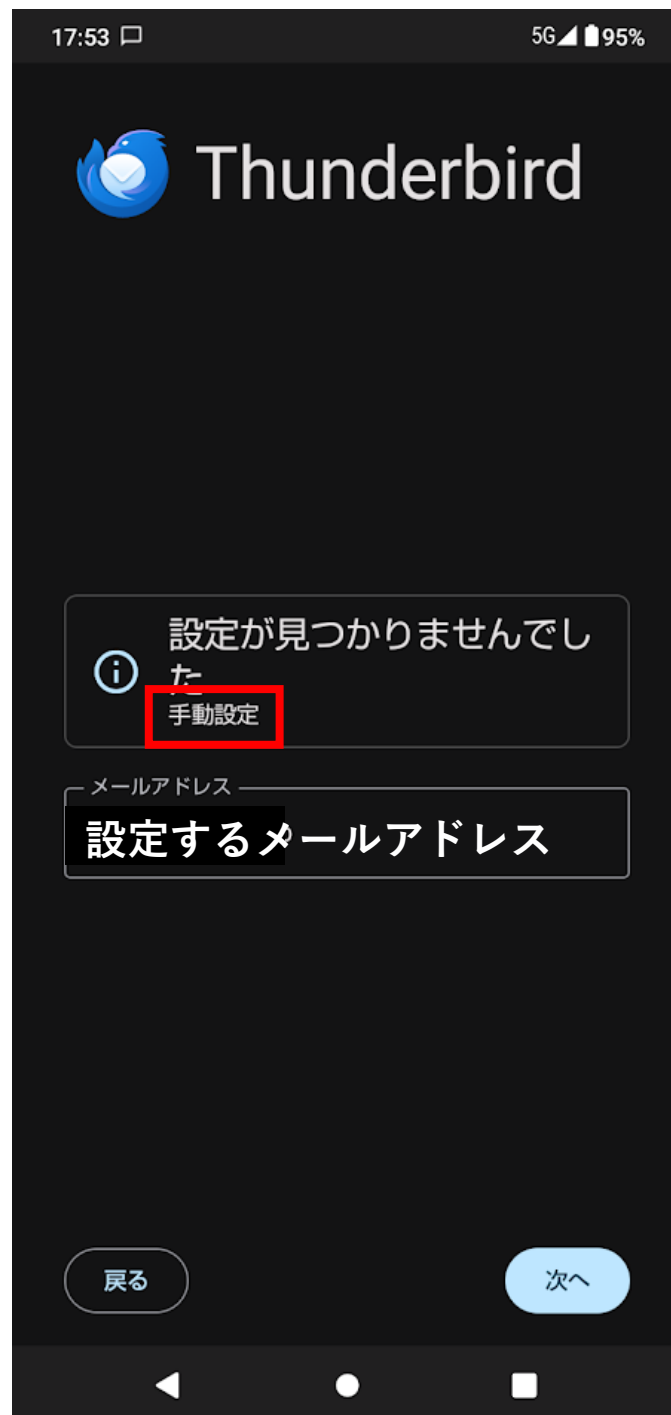 17:53 5G 95%
Thunderbird
設定が見つかりませんでし
た
手動設定
メールアドレス
設定するメールアドレス
戻る 次へ